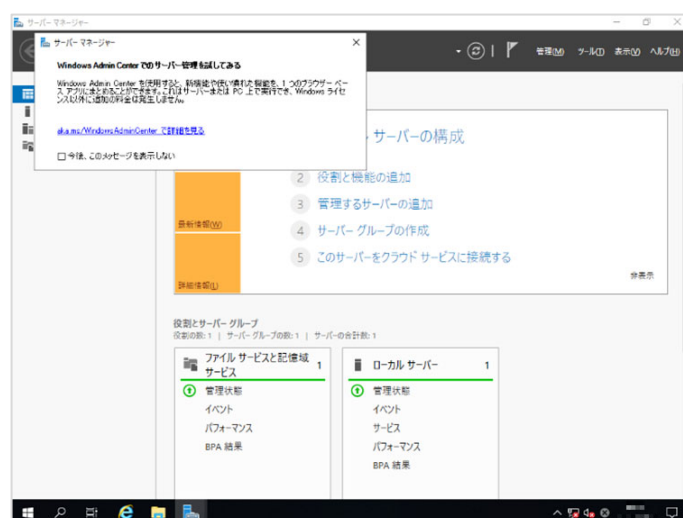 サーバー マネージャー
サーバー マネージャー
Windows Admin Center でのサーバー管理を試してみる
Windows Admin Center を使用すると、新機能や使い慣れた機能を、1 つのブラウザー ベー
ス アプリにまとめることができます。これはサーバーまたは PC 上で実行でき、Windows ライセ
ンス以外に追加の料金は発生しません。
aka.ms/WindowsAdminCenter で詳細を見る
今後、このメッセージを表示しない
管理(M) ツール(T) 表示(V) ヘルプ(H)
サーバーの構成
2 役割と機能の追加
3 管理するサーバーの追加
最新情報(W)
4 サーバー グループの作成
5 このサーバーをクラウド サービスに接続する
詳細情報(L)
非表示
役割とサーバー グループ
役割の数: 1 | サーバー グループの数: 1 | サーバーの合計数: 1
ファイル サービスと記憶域
サービス
1
管理状態
イベント
パフォーマンス
BPA 結果
ローカル サーバー 1
管理状態
イベント
サービス
パフォーマンス
BPA 結果